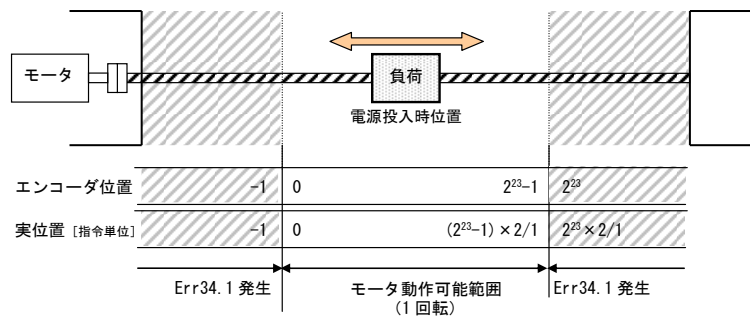 モータ
負荷
電源投入時位置
エンコーダ位置 -1 0 2²³-1 2²³
実位置 [指令単位] -1 0 (2²³-1) × 2/1 2²³ × 2/1
Err34.1 発生 モータ動作可能範囲 Err34.1 発生
(1 回転)